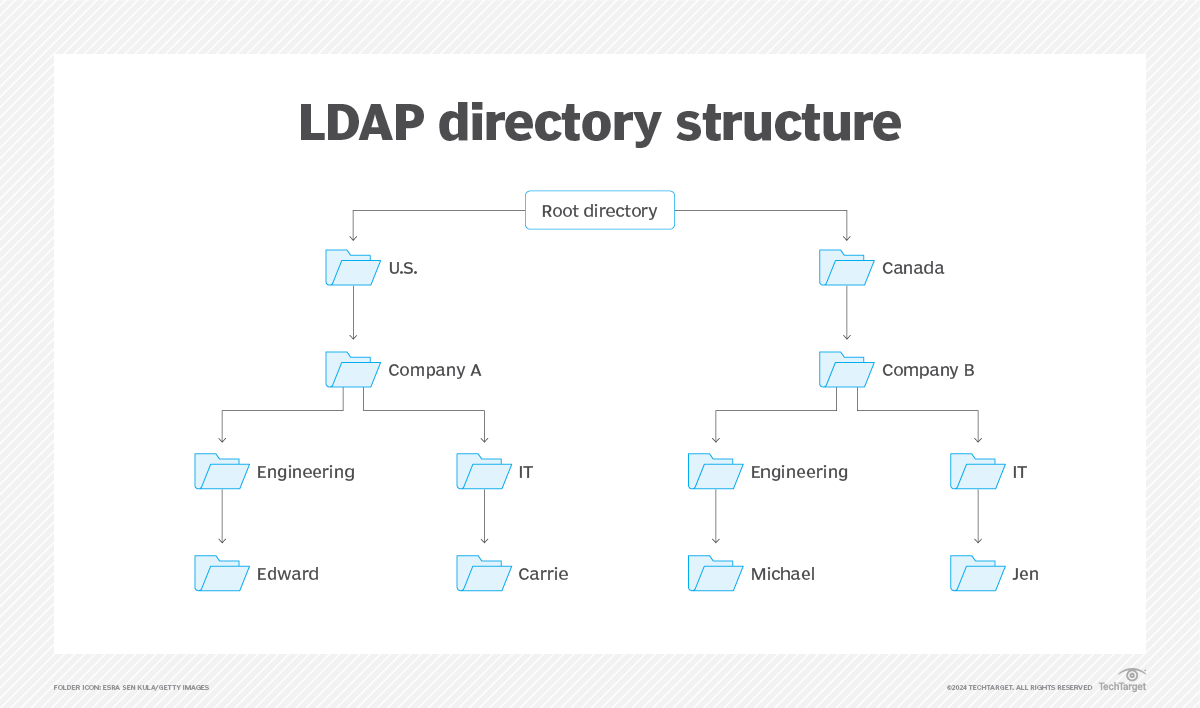 LDAP directory structure
Root directory
U.S.
Canada
Company A
Company B
Engineering
IT
Engineering
IT
Edward
Carrie
Michael
Jen
FOLDER ICON: ESRA SEN KULA/GETTY IMAGES
©2024 TECHTARGET. ALL RIGHTS RESERVED
TechTarget